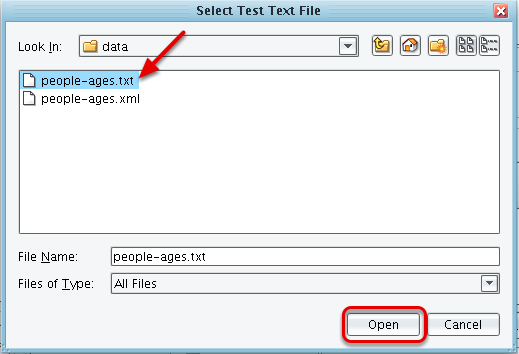 Select Test Text File
Look In: data
people-ages.txt
people-ages.xml
File Name: people-ages.txt
Files of Type: All Files
Open Cancel